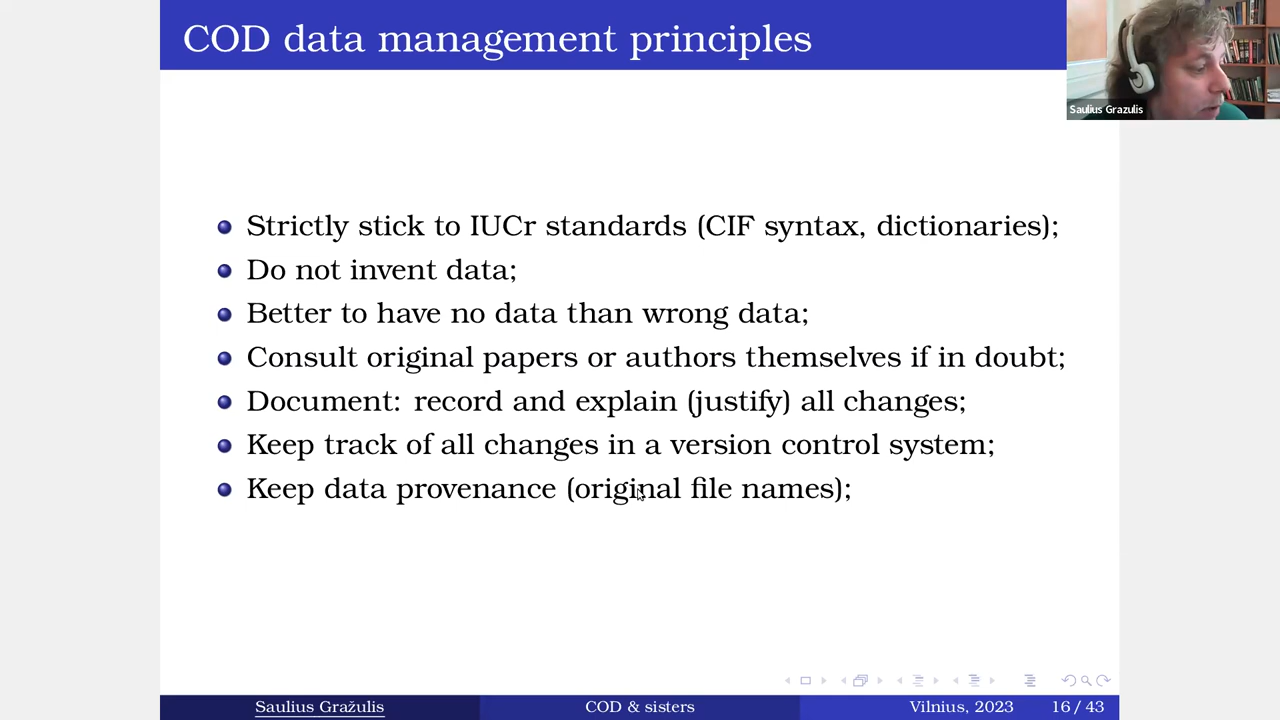 COD data management principles
Saulius Grazulis
Strictly stick to IUCr standards (CIF syntax, dictionaries);
Do not invent data;
Better to have no data than wrong data;
Consult original papers or authors themselves if in doubt;
Document: record and explain (justify) all changes;
Keep track of all changes in a version control system;
Keep data provenance (original file names);
Saulius Gražulis COD & sisters Vilnius, 2023 16 / 43